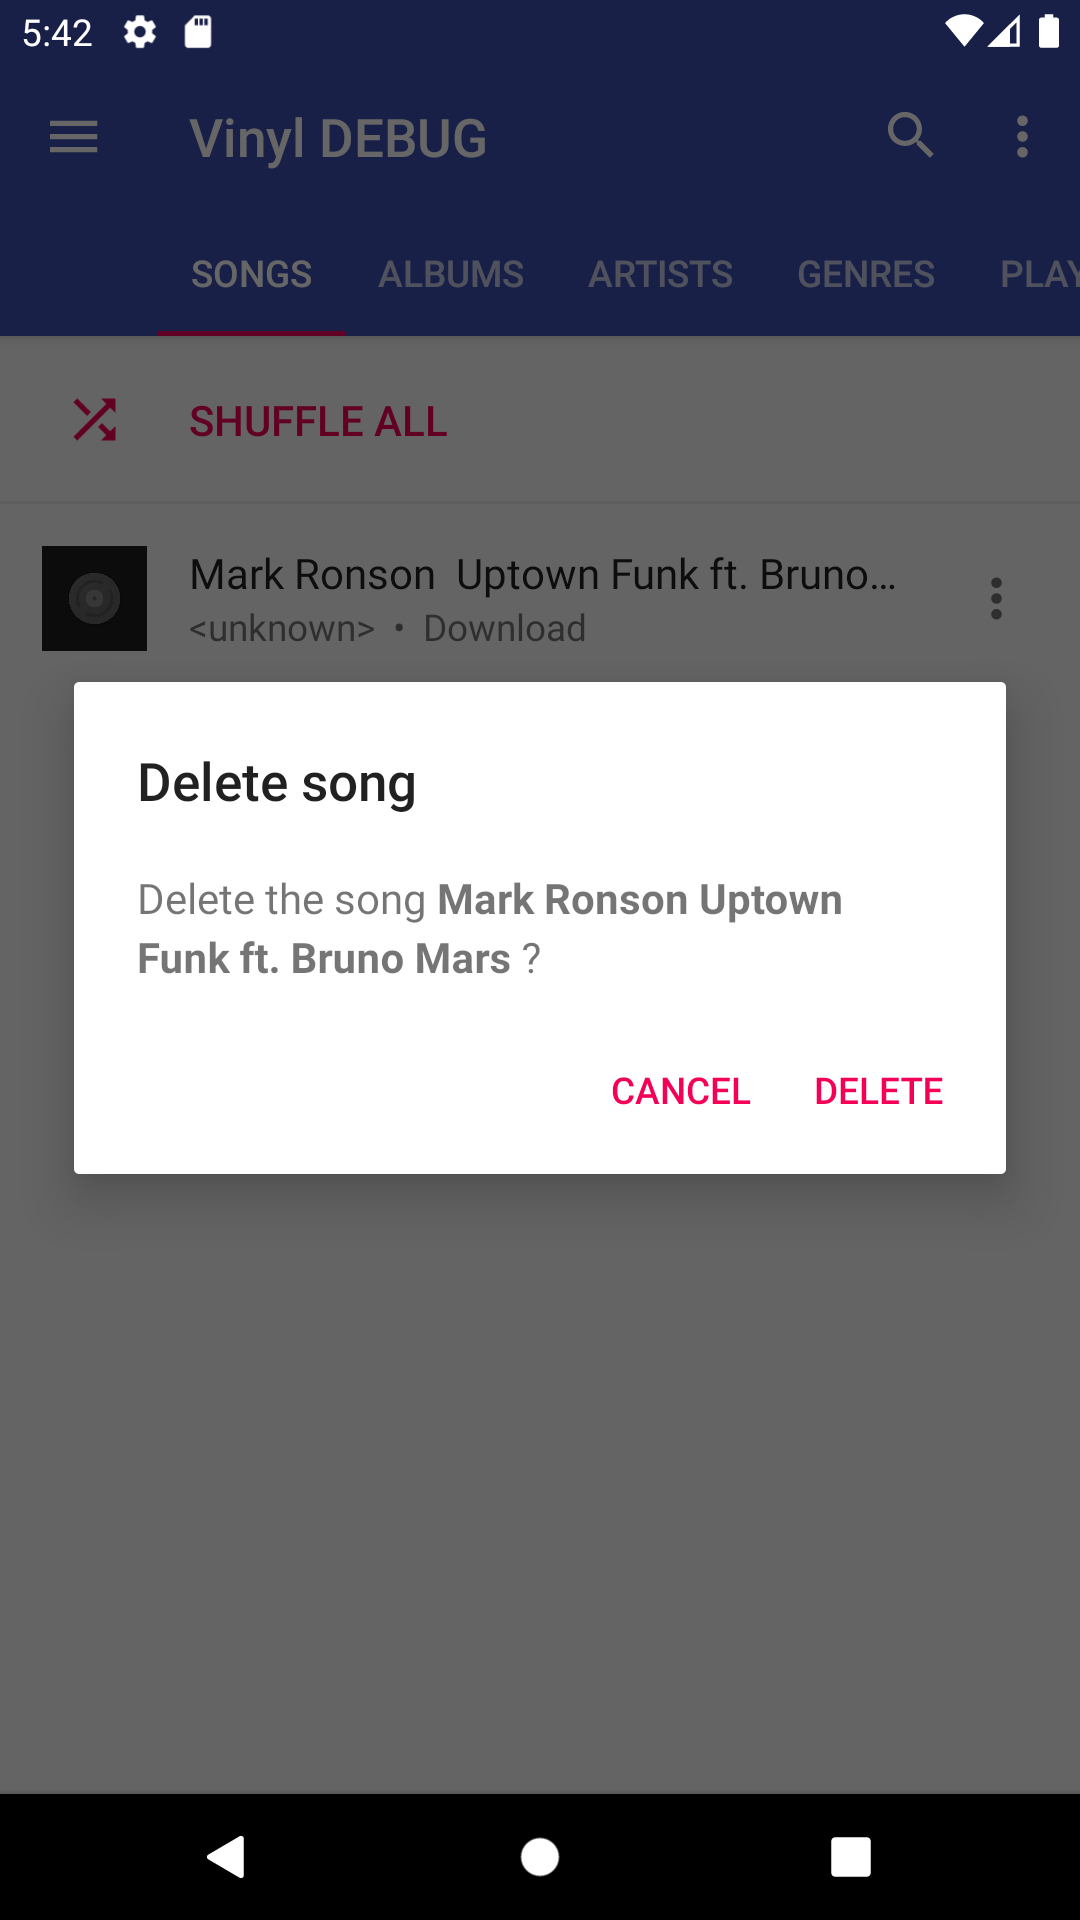 5:42
Vinyl DEBUG
SONGS ALBUMS ARTISTS GENRES PLAY
SHUFFLE ALL
Mark Ronson  Uptown Funk ft. Bruno...
<unknown> • Download
Delete song
Delete the song Mark Ronson Uptown
Funk ft. Bruno Mars ?
CANCEL DELETE